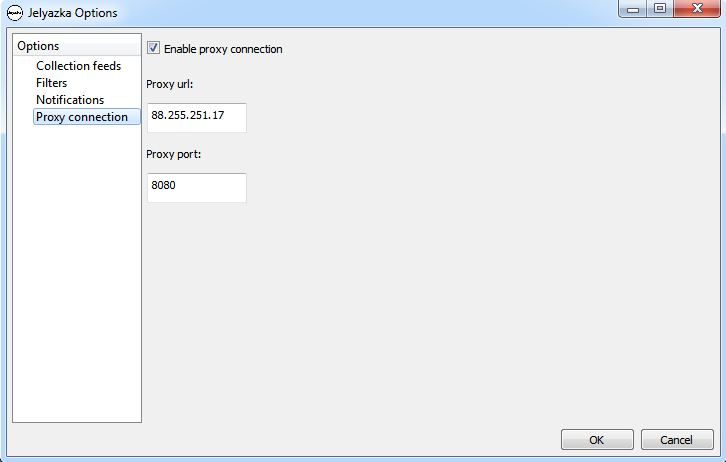 Jelyazka Options
Options
Collection feeds
Filters
Notifications
Proxy connection
Enable proxy connection
Proxy url:
88.255.251.17
Proxy port:
8080
OK
Cancel